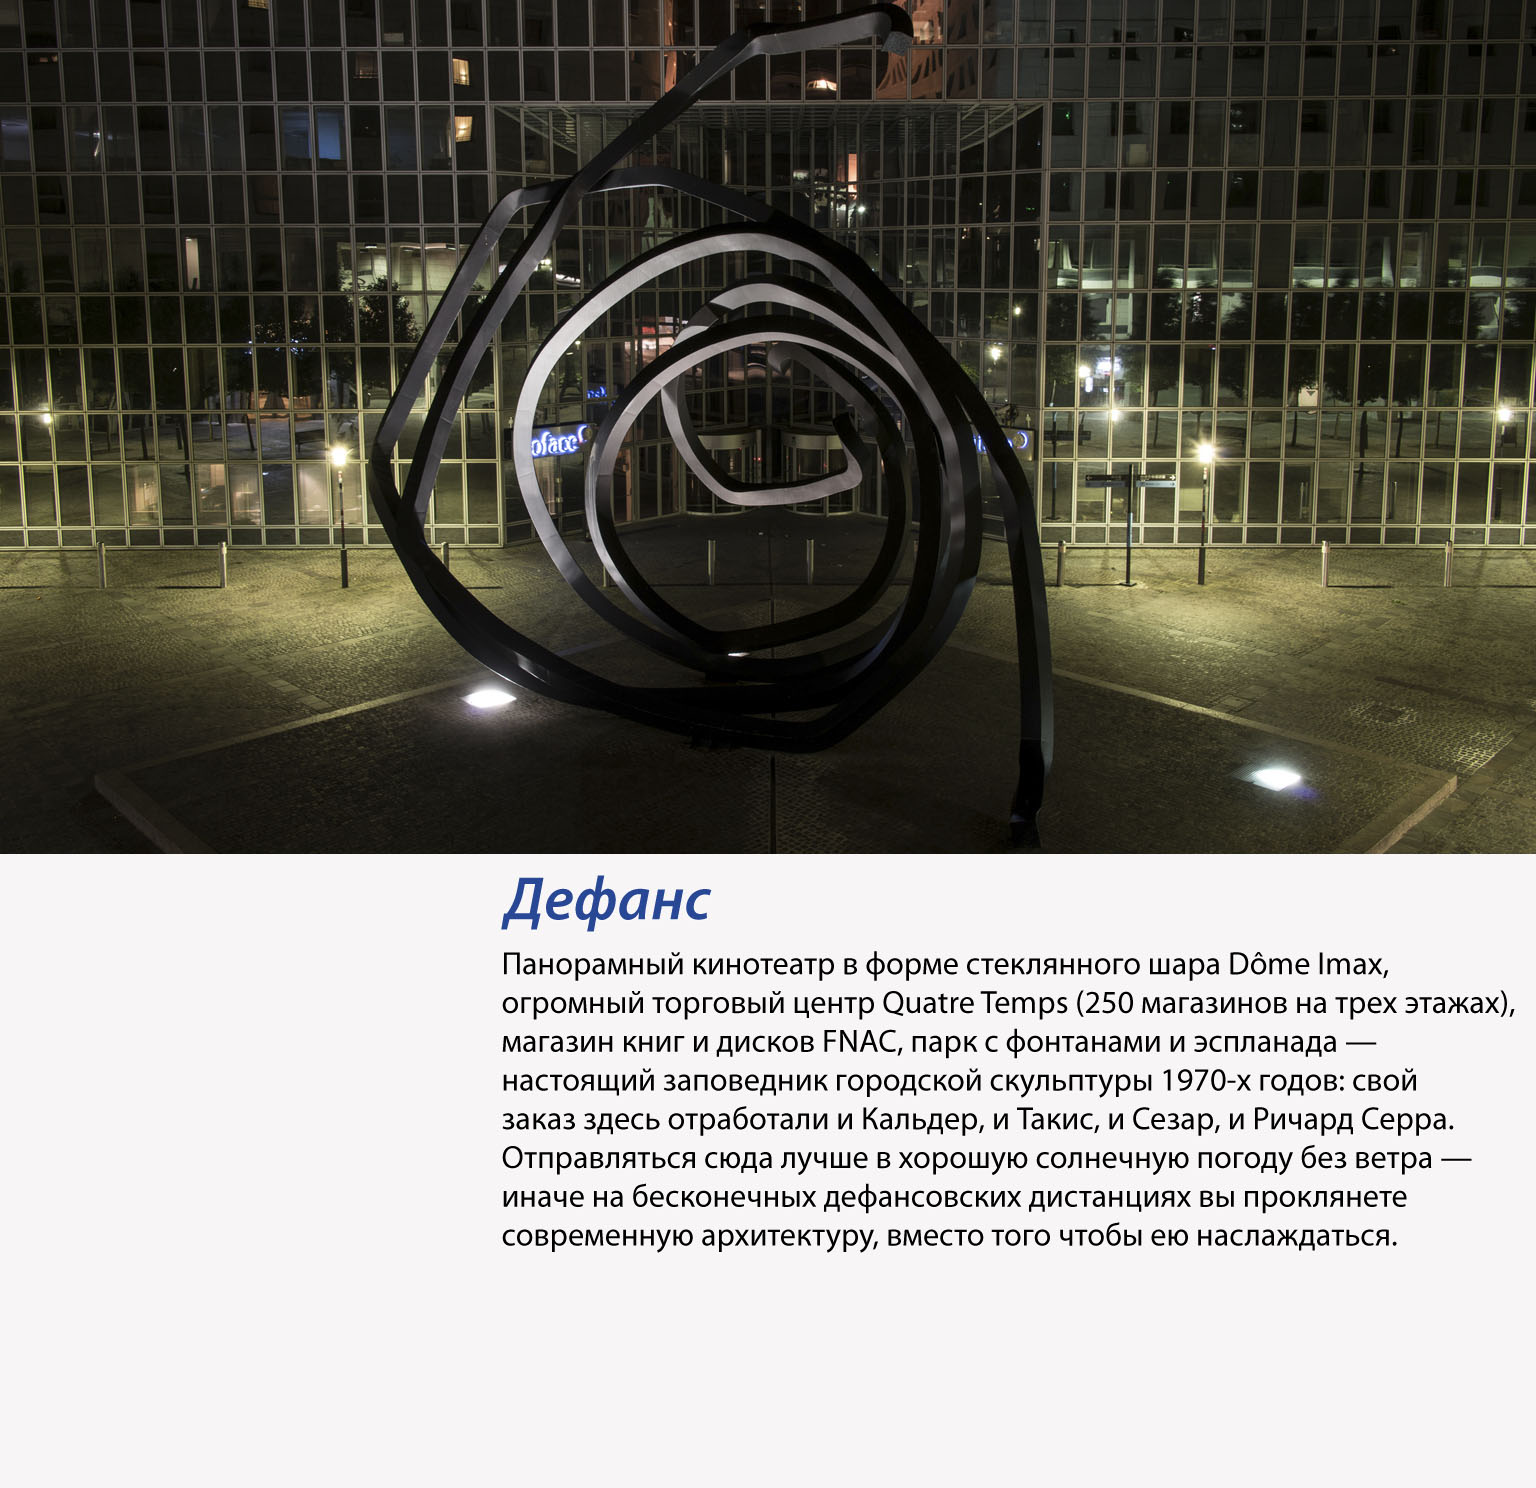 oface
Дефанс
Панорамный кинотеатр в форме стеклянного шара Dôme Imax,
огромный торговый центр Quatre Temps (250 магазинов на трех этажах),
магазин книг и дисков FNAC, парк с фонтанами и эспланада —
настоящий заповедник городской скульптуры 1970-х годов: свой
заказ здесь отработали и Кальдер, и Такис, и Сезар, и Ричард Серра.
Отправляться сюда лучше в хорошую солнечную погоду без ветра —
иначе на бесконечных дефансовских дистанциях вы проклянете
современную архитектуру, вместо того чтобы ею наслаждаться.